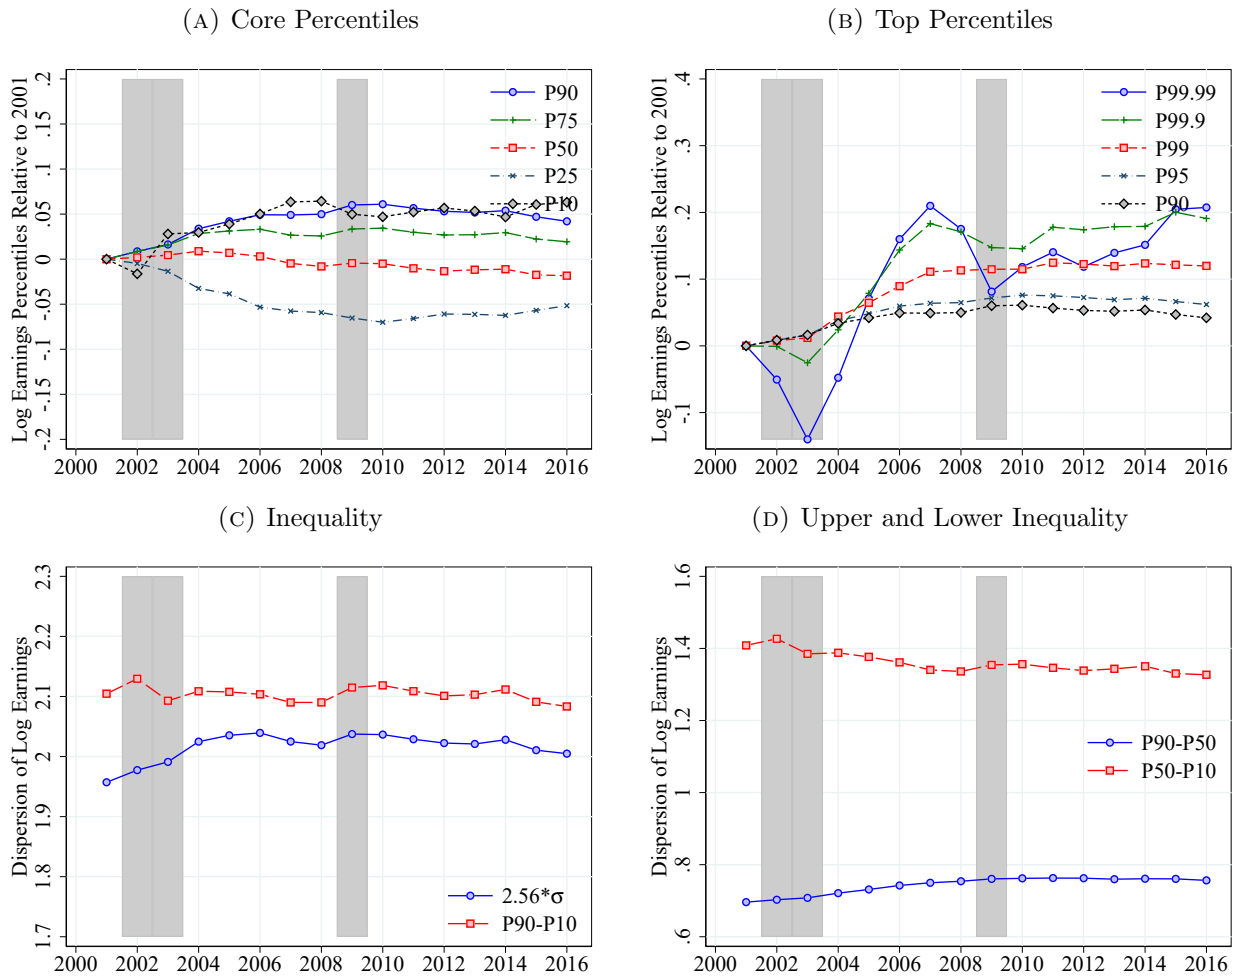 (A) Core Percentiles
Log Earnings Percentiles Relative to 2001
.2
.15
.1
.05
0
-.05
-.1
-.15
-.2
P90
P75
P50
P25
P10
2000 2002 2004 2006 2008 2010 2012 2014 2016
(B) Top Percentiles
Log Earnings Percentiles Relative to 2001
.4
.3
.2
.1
0
-.1
P99.99
P99.9
P99
P95
P90
2000 2002 2004 2006 2008 2010 2012 2014 2016
(C) Inequality
Dispersion of Log Earnings
2.3
2.2
2.1
2
1.9
1.8
1.7
2.56*σ
P90-P10
2000 2002 2004 2006 2008 2010 2012 2014 2016
(D) Upper and Lower Inequality
Dispersion of Log Earnings
1.6
1.4
1.2
1
.8
.6
P90-P50
P50-P10
2000 2002 2004 2006 2008 2010 2012 2014 2016